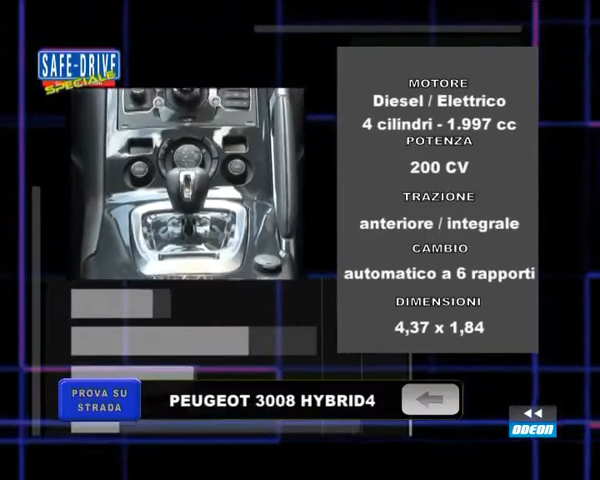 SAFE-DRIVE
SPECIALE
MOTORE
Diesel / Elettrico
4 cilindri - 1.997 cc
POTENZA
200 CV
TRAZIONE
anteriore / integrale
CAMBIO
automatico a 6 rapporti
DIMENSIONI
4,37 x 1,84
PROVA SU
STRADA
PEUGEOT 3008 HYBRID4
ODEON